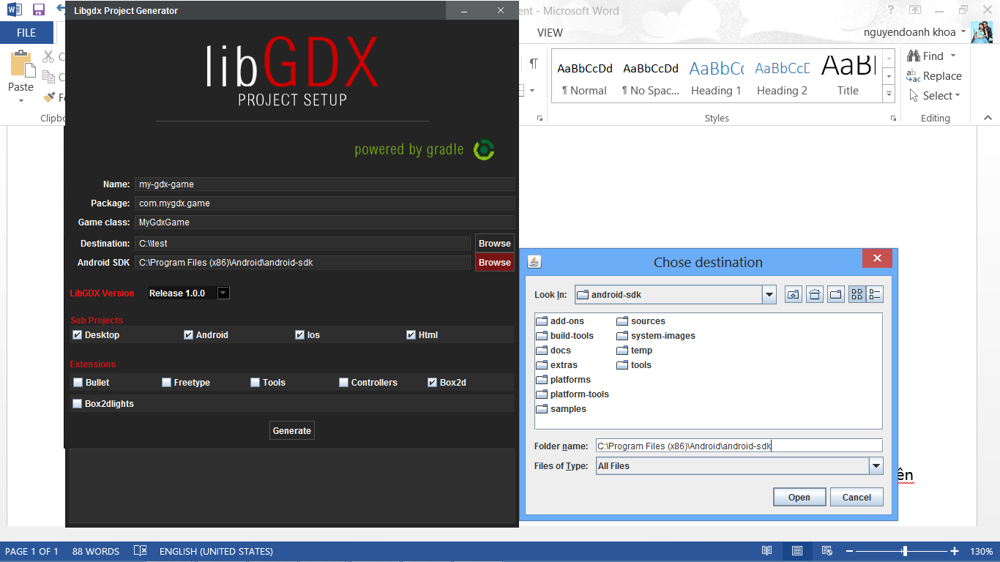 Libgdx Project Generator
ent - Microsoft Word
FILE
VIEW
nguyendoanh khoa
libGDX
PROJECT SETUP
powered by gradle
Paste
AaBbCcDd
¶ Normal
AaBbCcDd
¶ No Spac...
AaBbCc
Heading 1
AaBbCcD
Heading 2
AaBl
Title
Find
Replace
Select
Clipbo
Styles
Editing
Name: my-gdx-game
Package: com.mygdx.game
Game class: MyGdxGame
Destination: C:\\test Browse
Android SDK C:\Program Files (x86)\Android\android-sdk Browse
LibGDX Version Release 1.0.0
Sub Projects
Desktop Android Ios Html
Extensions
Bullet Freetype Tools Controllers Box2d
Box2dlights
Generate
Chose destination
Look In: android-sdk
add-ons sources
build-tools system-images
docs temp
extras tools
platforms
platform-tools
samples
Folder name: C:\Program Files (x86)\Android\android-sdk
Files of Type: All Files
Open Cancel
ên
PAGE 1 OF 1 88 WORDS ENGLISH (UNITED STATES) 130%